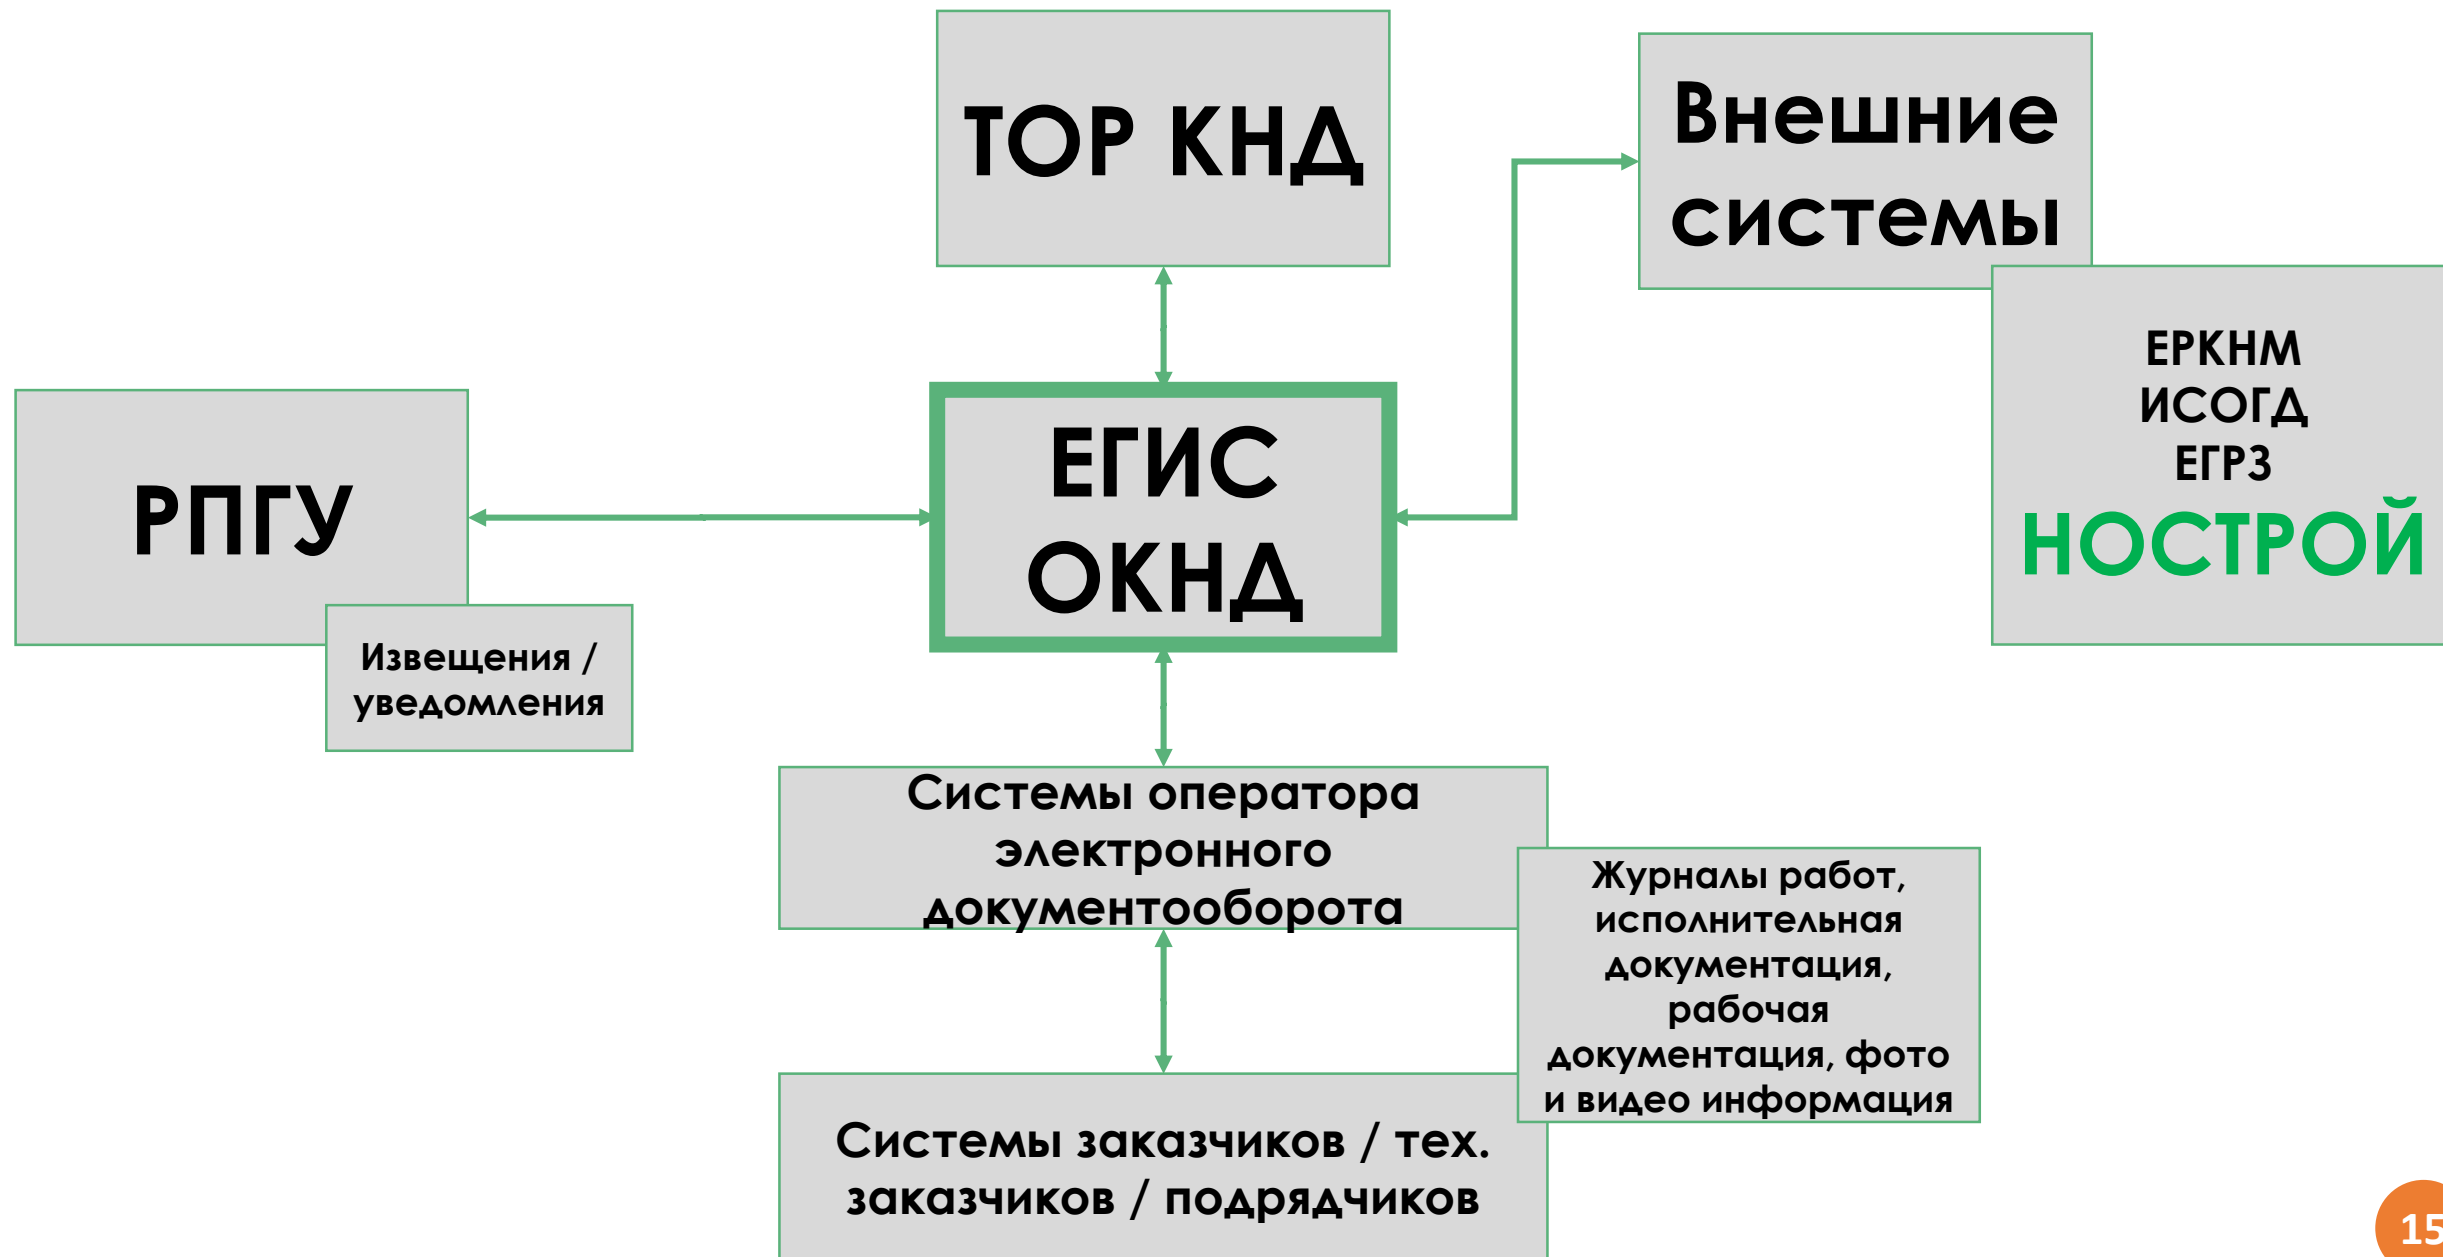 ТОР КНД
Внешние
системы
ЕРКНМ
ИСОГД
ЕГРЗ
НОСТРОЙ
РПГУ
Извещения /
уведомления
ЕГИС
ОКНД
Системы оператора
электронного
документооборота
Журналы работ,
исполнительная
документация,
рабочая
документация, фото
и видео информация
Системы заказчиков / тех.
заказчиков / подрядчиков
15